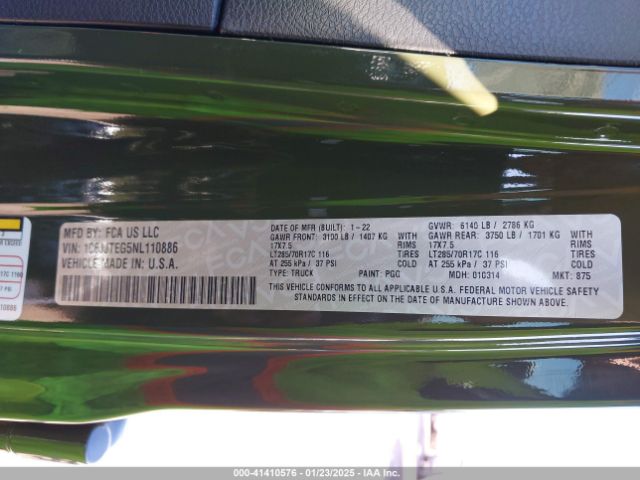 MFD BY: FCA US LLC
VIN: 1C6JJTEG5NL110886
VEHICLE MADE IN: U.S.A.
DATE OF MFR (BUILT): 1-22
GVWR: 6140 LB / 2786 KG
GAWR FRONT: 3100 LB / 1407 KG
GAWR REAR: 3750 LB / 1701 KG
17X7.5 RIMS
17X7.5 RIMS
LT285/70R17C 116 TIRES
LT285/70R17C 116 TIRES
AT 255 kPa / 37 PSI COLD
AT 255 kPa / 37 PSI COLD
TYPE: TRUCK PAINT: PGG MDH: 010314 MKT: 875
THIS VEHICLE CONFORMS TO ALL APPLICABLE U.S.A. FEDERAL MOTOR VEHICLE SAFETY
STANDARDS IN EFFECT ON THE DATE OF MANUFACTURE SHOWN ABOVE.
000-41410576 | 01/23/2025 | IAA, Inc.